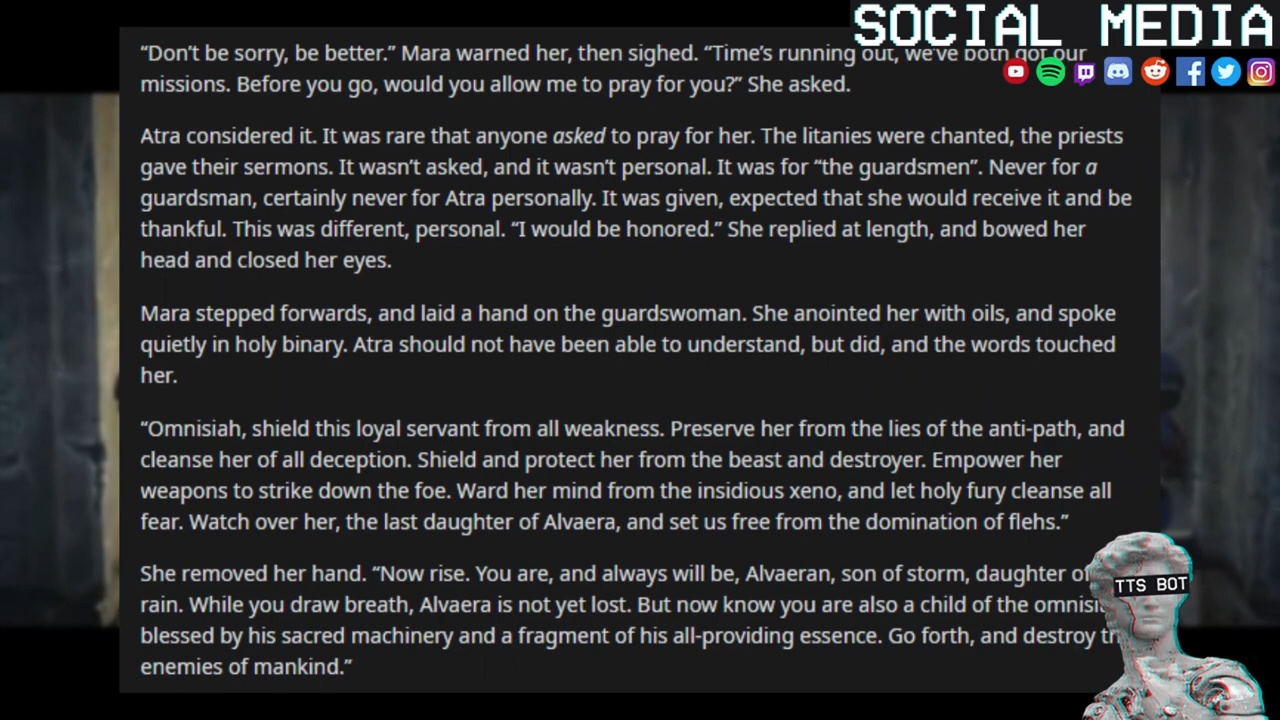 SOCIAL MEDIA
“Don’t be sorry, be better.” Mara warned her, then sighed. “Time’s running out, we’ve both got our
missions. Before you go, would you allow me to pray for you?” She asked.
Atra considered it. It was rare that anyone asked to pray for her. The litanies were chanted, the priests
gave their sermons. It wasn’t asked, and it wasn’t personal. It was for “the guardsmen”. Never for a
guardsman, certainly never for Atra personally. It was given, expected that she would receive it and be
thankful. This was different, personal. “I would be honored.” She replied at length, and bowed her
head and closed her eyes.
Mara stepped forwards, and laid a hand on the guardswoman. She anointed her with oils, and spoke
quietly in holy binary. Atra should not have been able to understand, but did, and the words touched
her.
“Omnisiah, shield this loyal servant from all weakness. Preserve her from the lies of the anti-path, and
cleanse her of all deception. Shield and protect her from the beast and destroyer. Empower her
weapons to strike down the foe. Ward her mind from the insidious xeno, and let holy fury cleanse all
fear. Watch over her, the last daughter of Alvaera, and set us free from the domination of flehs.”
She removed her hand. “Now rise. You are, and always will be, Alvaeran, son of storm, daughter of
rain. While you draw breath, Alvaera is not yet lost. But now know you are also a child of the
blessed by his sacred machinery and a fragment of his all-providing essence. Go forth, and destroy
enemies of mankind.”
TTS BOT